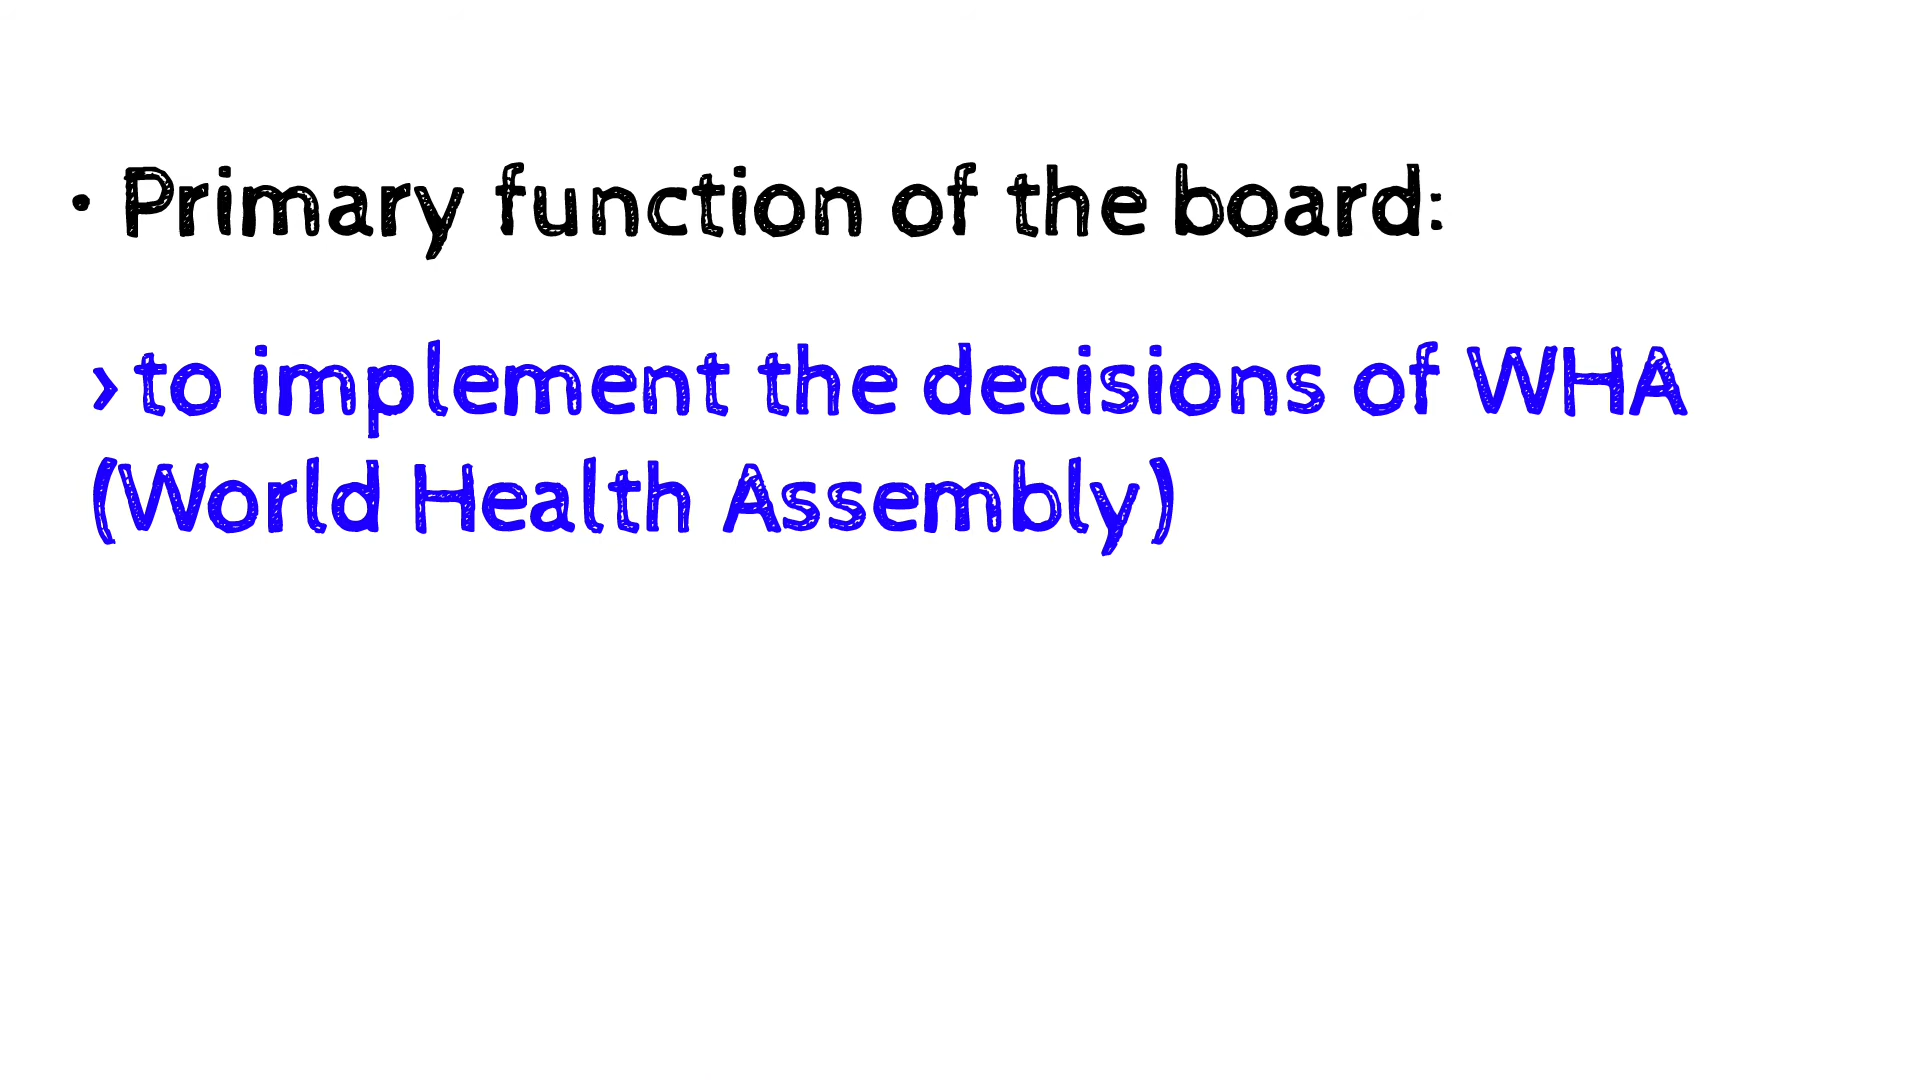 • Primary function of the board:
› to implement the decisions of WHA
(World Health Assembly)